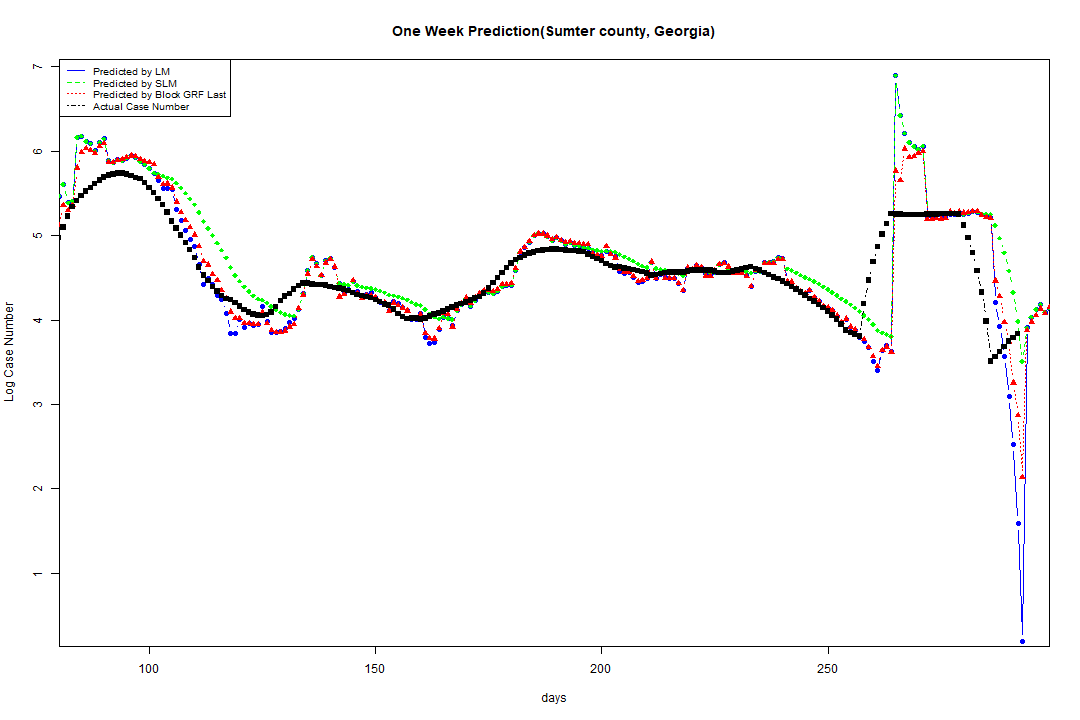 One Week Prediction(Sumter county, Georgia)
Predicted by LM
Predicted by SLM
Predicted by Block GRF Last
Actual Case Number
7
6
5
4
3
2
1
Log Case Number
100 150 200 250
days